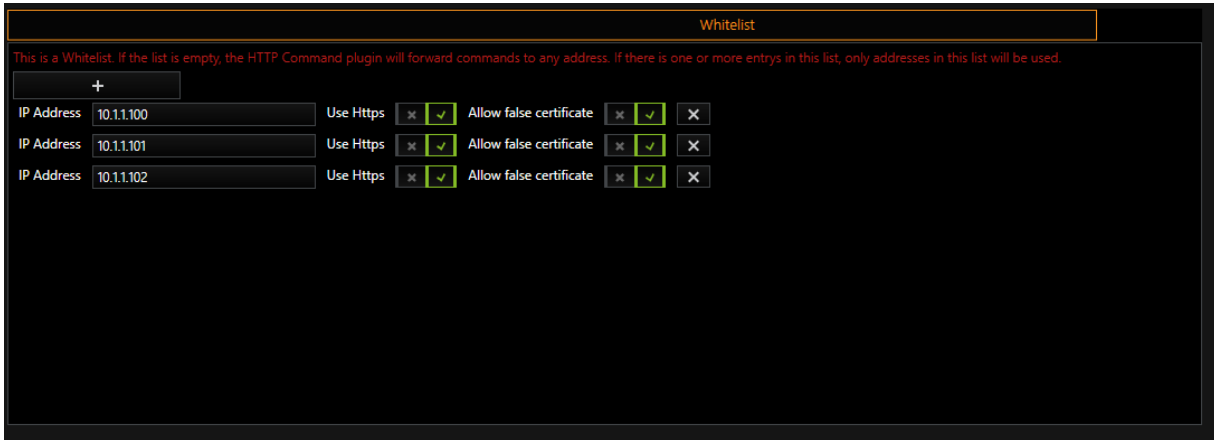 Whitelist
This is a Whitelist. If the list is empty, the HTTP Command plugin will forward commands to any address. If there is one or more entrys in this list, only addresses in this list will be used.
+
IP Address 10.1.1.100 Use Https Allow false certificate
IP Address 10.1.1.101 Use Https Allow false certificate
IP Address 10.1.1.102 Use Https Allow false certificate